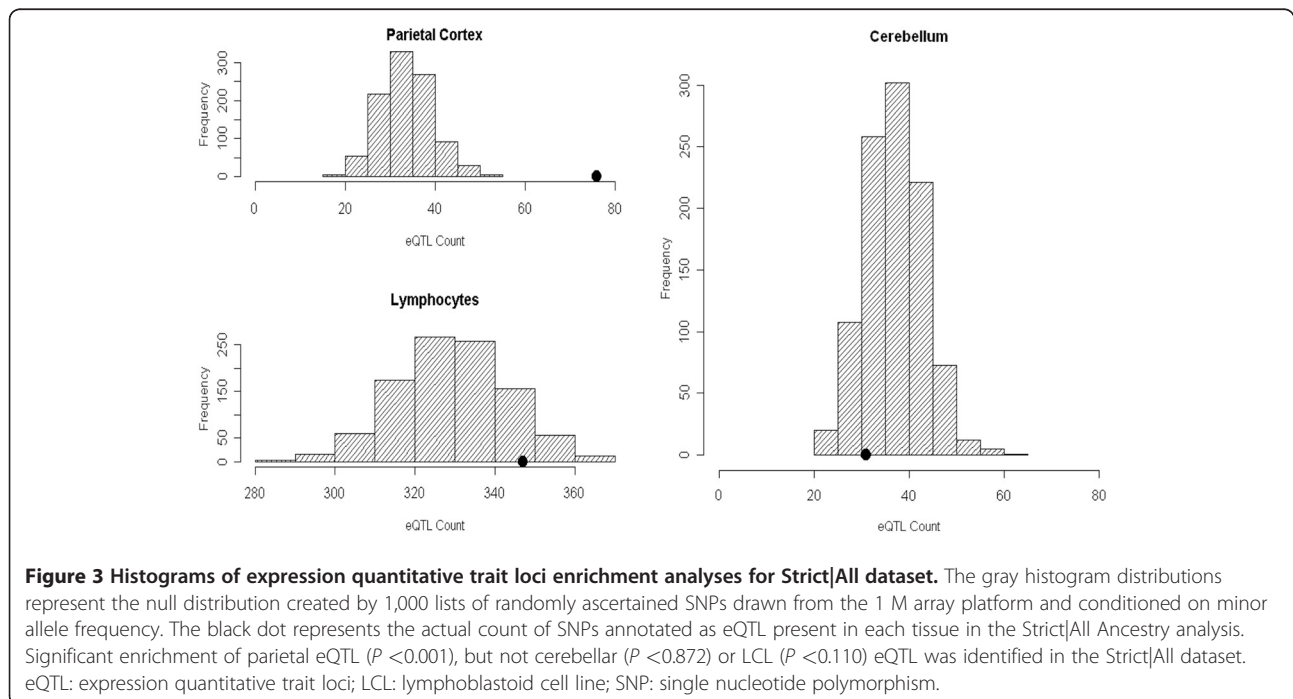 Parietal Cortex
Frequency
0 100 200 300
0 20 40 60 80
eQTL Count
Lymphocytes
Frequency
0 50 150 250
280 300 320 340 360
eQTL Count
Cerebellum
Frequency
0 50 100 150 200 250 300
0 20 40 60 80
eQTL Count
Figure 3 Histograms of expression quantitative trait loci enrichment analyses for Strict|All dataset. The gray histogram distributions
represent the null distribution created by 1,000 lists of randomly ascertained SNPs drawn from the 1 M array platform and conditioned on minor
allele frequency. The black dot represents the actual count of SNPs annotated as eQTL present in each tissue in the Strict|All Ancestry analysis.
Significant enrichment of parietal eQTL (P <0.001), but not cerebellar (P <0.872) or LCL (P <0.110) eQTL was identified in the Strict|All dataset.
eQTL: expression quantitative trait loci; LCL: lymphoblastoid cell line; SNP: single nucleotide polymorphism.